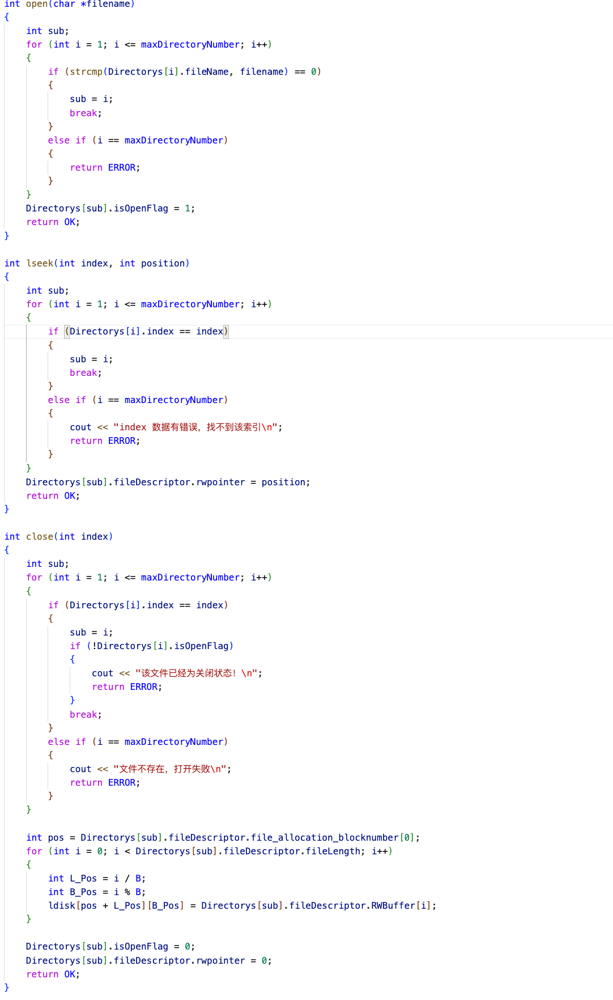 int open(char *filename)
{
    int sub;
    for (int i = 1; i <= maxDirectoryNumber; i++)
    {
        if (strcmp(Directorys[i].fileName, filename) == 0)
        {
            sub = i;
            break;
        }
        else if (i == maxDirectoryNumber)
        {
            return ERROR;
        }
    }
    Directorys[sub].isOpenFlag = 1;
    return OK;
}

int lseek(int index, int position)
{
    int sub;
    for (int i = 1; i <= maxDirectoryNumber; i++)
    {
        if (Directorys[i].index == index)
        {
            sub = i;
            break;
        }
        else if (i == maxDirectoryNumber)
        {
            cout << "index 数据有错误，找不到该索引\n";
            return ERROR;
        }
    }
    Directorys[sub].fileDescriptor.rwpointer = position;
    return OK;
}

int close(int index)
{
    int sub;
    for (int i = 1; i <= maxDirectoryNumber; i++)
    {
        if (Directorys[i].index == index)
        {
            sub = i;
            if (!Directorys[i].isOpenFlag)
            {
                cout << "该文件已经为关闭状态！\n";
                return ERROR;
            }
            break;
        }
        else if (i == maxDirectoryNumber)
        {
            cout << "文件不存在，打开失败\n";
            return ERROR;
        }
    }

    int pos = Directorys[sub].fileDescriptor.file_allocation_blocknumber[0];
    for (int i = 0; i < Directorys[sub].fileDescriptor.fileLength; i++)
    {
        int L_Pos = i / B;
        int B_Pos = i % B;
        ldisk[pos + L_Pos][B_Pos] = Directorys[sub].fileDescriptor.RWBuffer[i];
    }

    Directorys[sub].isOpenFlag = 0;
    Directorys[sub].fileDescriptor.rwpointer = 0;
    return OK;
}